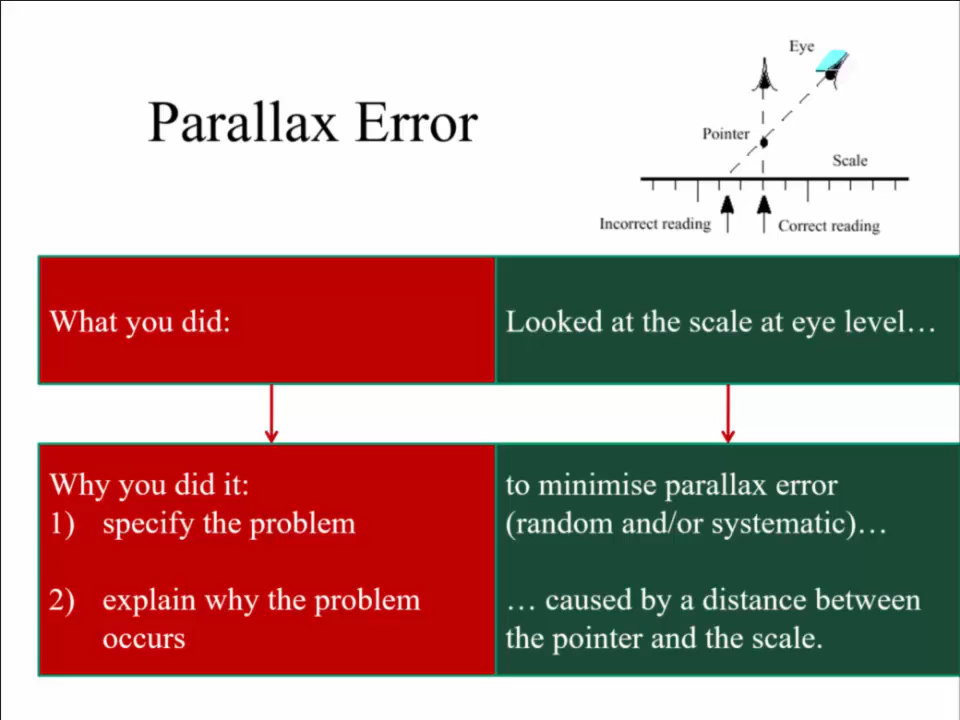 Parallax Error
Eye
Pointer
Scale
Incorrect reading
Correct reading
What you did:
Looked at the scale at eye level…
Why you did it:
1) specify the problem
2) explain why the problem
occurs
to minimise parallax error
(random and/or systematic)…
… caused by a distance between
the pointer and the scale.